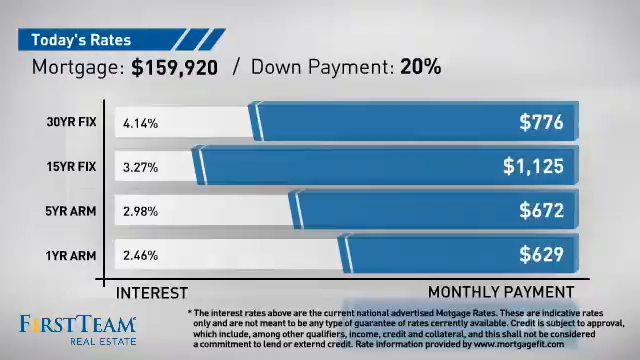 Today's Rates
Mortgage: $159,920 / Down Payment: 20%
30YR FIX 4.14% $776
15YR FIX 3.27% $1,125
5YR ARM 2.98% $672
1YR ARM 2.46% $629
INTEREST MONTHLY PAYMENT
FIRSTTEAM®
REAL ESTATE
* The interest rates above are the current national advertised Motgage Rates. These are indicative rates
only and are not meant to be any type of guarantee of rates cerrently available. Credit is subject to approval,
which include, among other qualifiers, income, credit and collateral, and this shall not be considered
a commitment to lend or externd credit. Rate information provided by www.mortgagefit.com